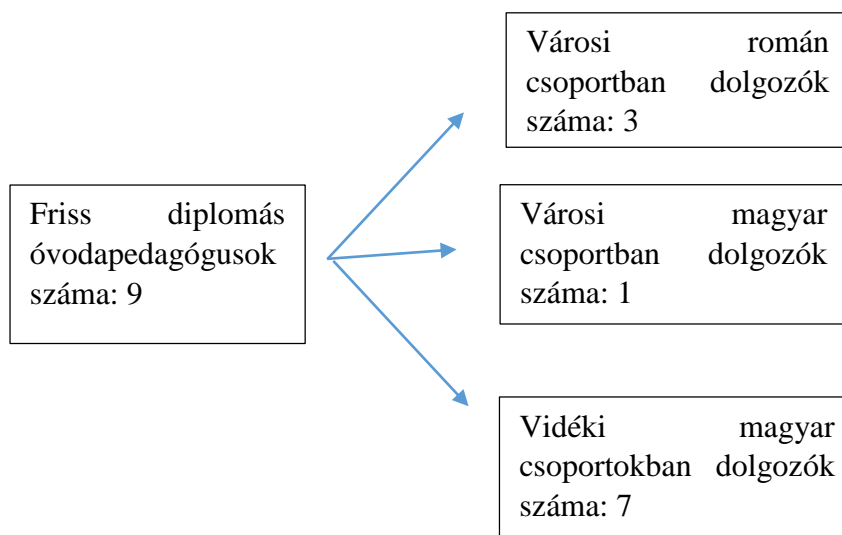 Városi román
csoportban dolgozók
száma: 3
Friss diplomás
óvodapedagógusok
száma: 9
Városi magyar
csoportban dolgozók
száma: 1
Vidéki magyar
csoportokban dolgozók
száma: 7